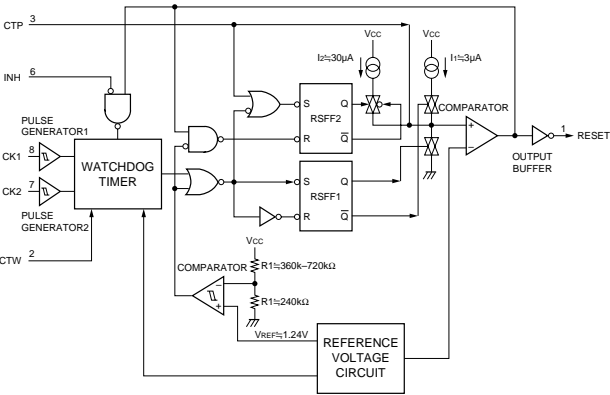 CTP 3
INH 6
PULSE
GENERATOR1
CK1 8
CK2 7
PULSE
GENERATOR2
CTW 2
WATCHDOG
TIMER
S Q
RSFF2
R Q̅
S Q
RSFF1
R Q̅
VCC
I2≒30μA
VCC
I1≒3μA
COMPARATOR
+
−
1 RESET
OUTPUT
BUFFER
VCC
R1≒360k–720kΩ
COMPARATOR
−
+
R1≒240kΩ
VREF≒1.24V
REFERENCE
VOLTAGE
CIRCUIT